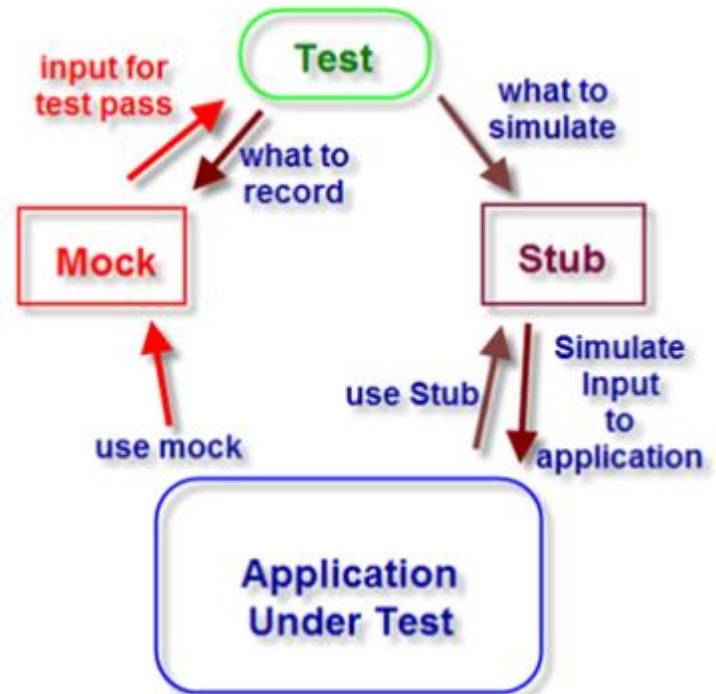 Test
input for
test pass
what to
simulate
what to
record
Mock
Stub
use mock
use Stub
Simulate
Input
to
application
Application
Under Test